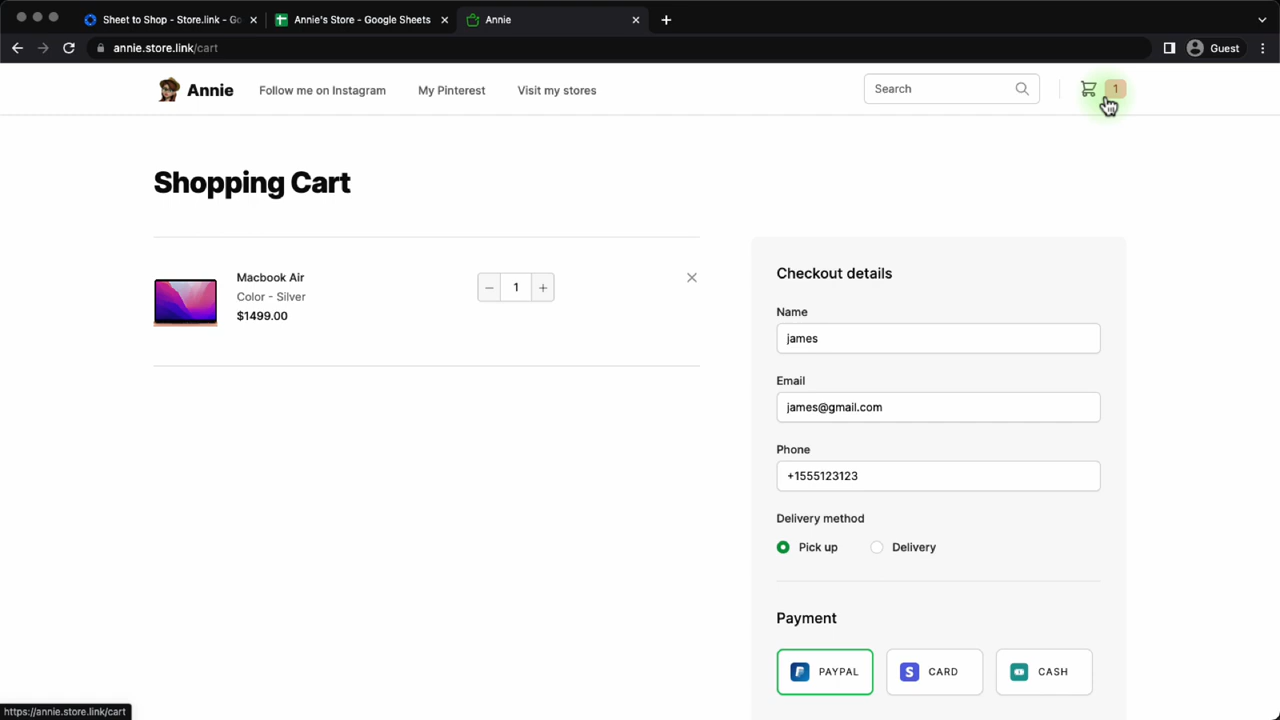 Sheet to Shop - Store.link - Go
Annie's Store - Google Sheets
Annie
annie.store.link/cart
Guest
Annie
Follow me on Instagram
My Pinterest
Visit my stores
Search
1
Shopping Cart
Macbook Air
Color - Silver
$1499.00
1
Checkout details
Name
james
Email
james@gmail.com
Phone
+1555123123
Delivery method
Pick up
Delivery
Payment
PAYPAL
S CARD
CASH
https://annie.store.link/cart